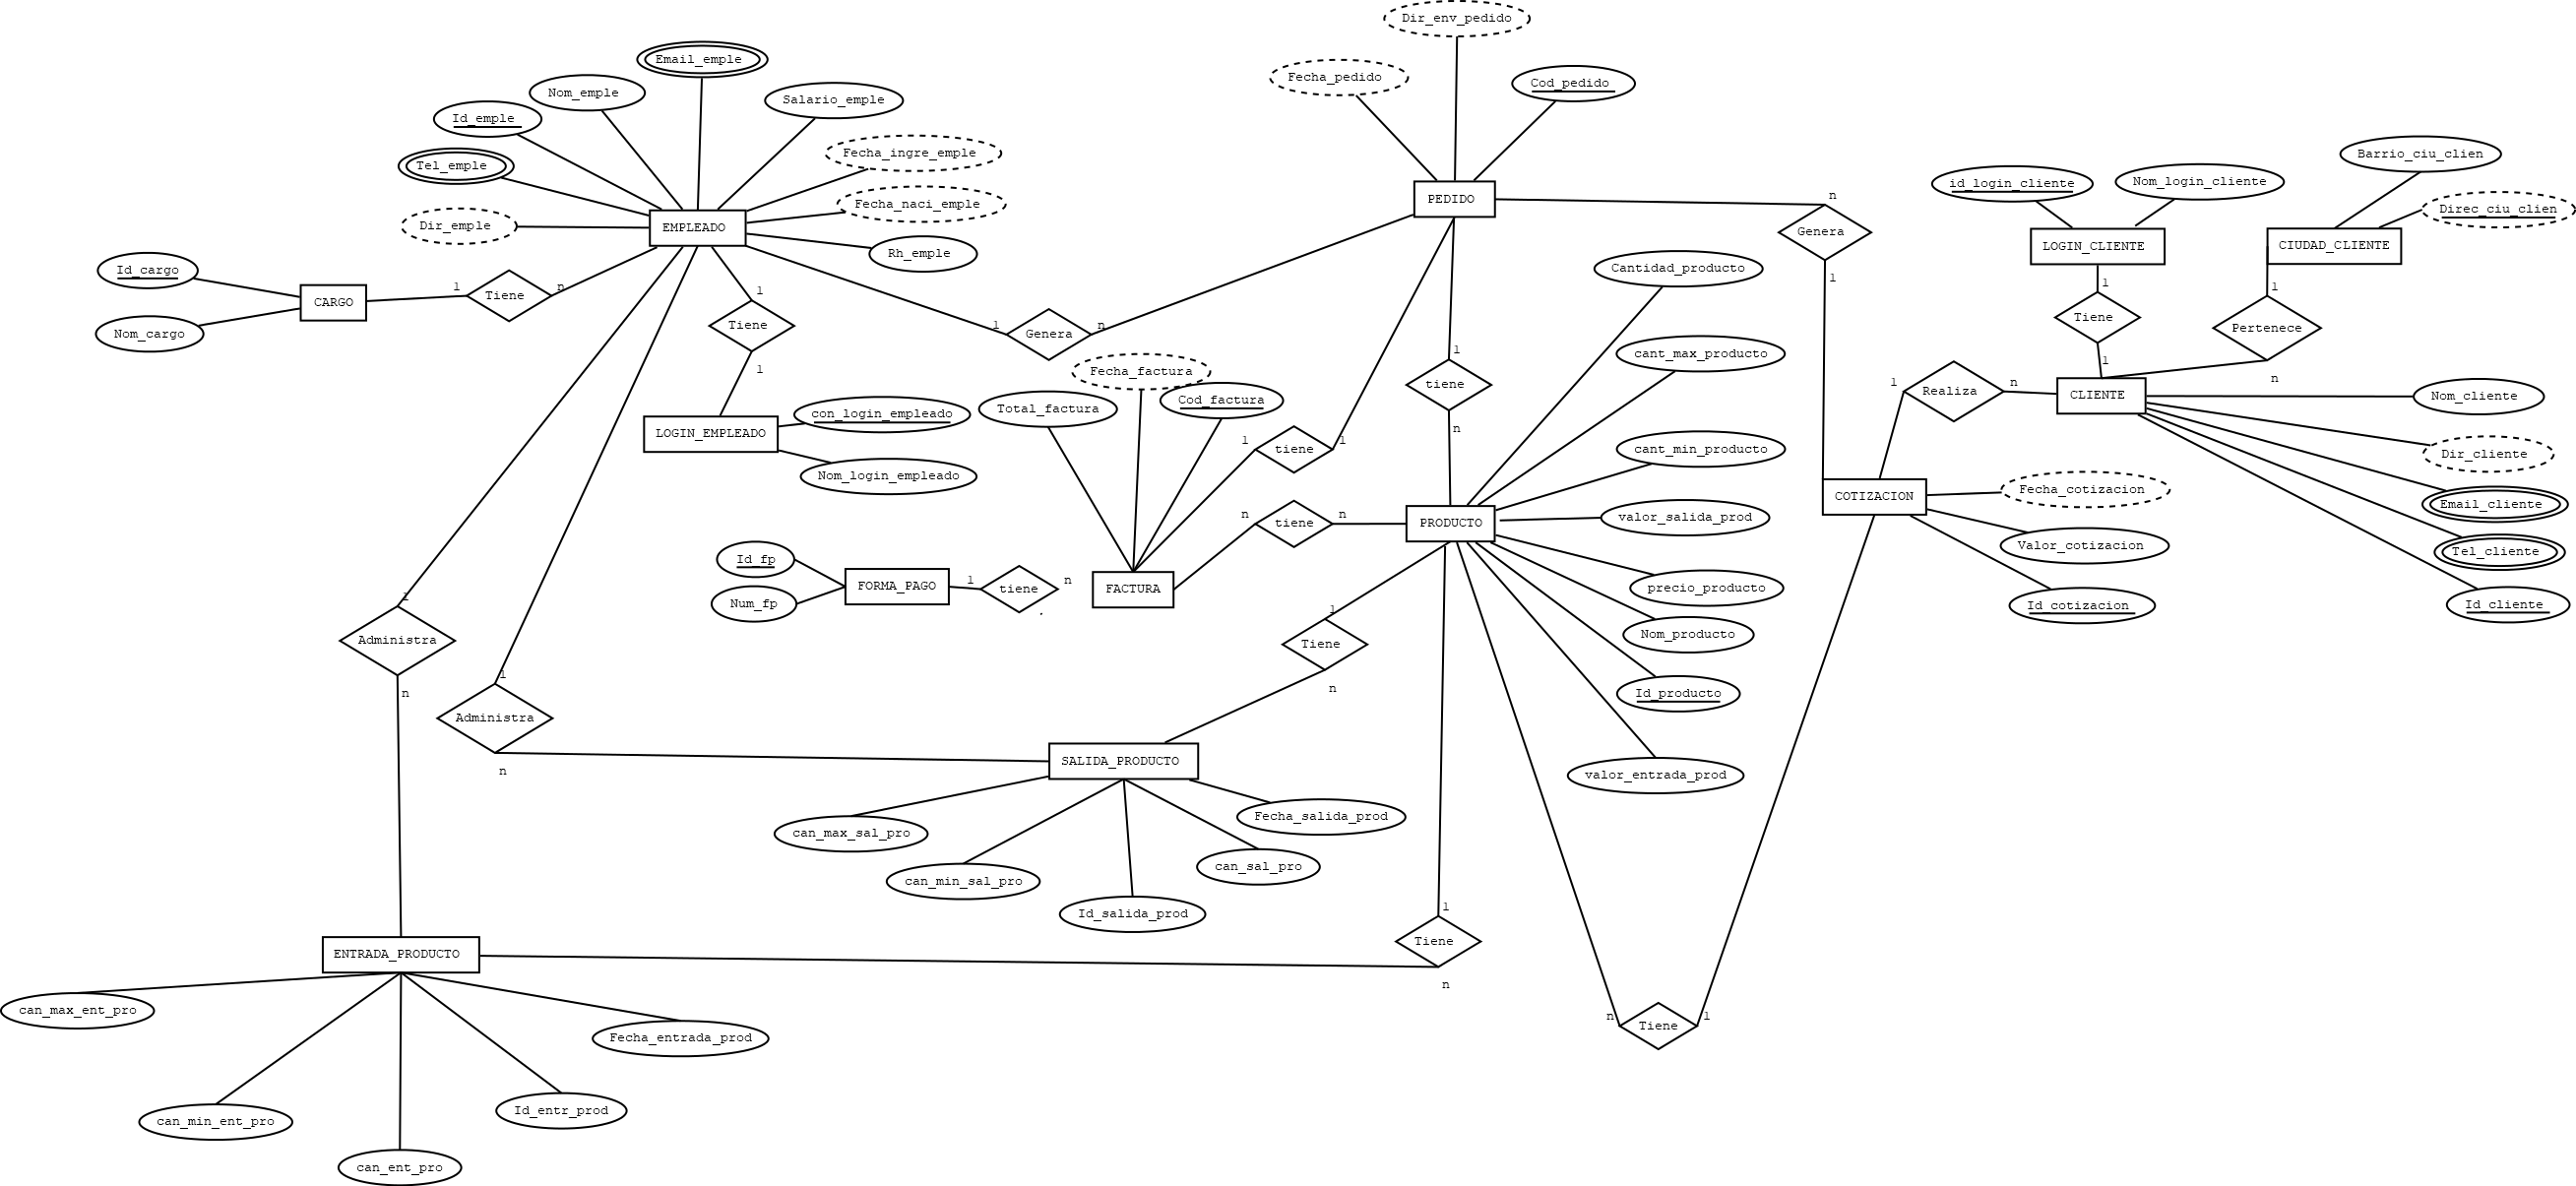 Dir_env_pedido
Fecha_pedido
Cod_pedido
Email_emple
Nom_emple
Salario_emple
Id_emple
Tel_emple
Fecha_ingre_emple
Fecha_naci_emple
Dir_emple
EMPLEADO
Rh_emple
PEDIDO
n
Genera
1
id_login_cliente
Nom_login_cliente
Barrio_ciu_clien
Direc_ciu_clien
LOGIN_CLIENTE
CIUDAD_CLIENTE
Id_cargo
CARGO
Nom_cargo
1
Tiene
n
1
Tiene
1
1
Genera
n
Cantidad_producto
cant_max_producto
1
Tiene
1
1
Pertenece
n
1
tiene
n
1
Realiza
n
CLIENTE
Nom_cliente
Fecha_factura
Total_factura
Cod_factura
LOGIN_EMPLEADO
con_login_empleado
Nom_login_empleado
1
tiene
1
cant_min_producto
Dir_cliente
COTIZACION
Fecha_cotizacion
Email_cliente
n
tiene
n
PRODUCTO
valor_salida_prod
Valor_cotizacion
Tel_cliente
Id_fp
FORMA_PAGO
Num_fp
1
tiene
n
.
FACTURA
precio_producto
Id_cotizacion
Id_cliente
1
Administra
n
1
Tiene
n
Nom_producto
Id_producto
1
Administra
n
SALIDA_PRODUCTO
valor_entrada_prod
can_max_sal_pro
Fecha_salida_prod
can_min_sal_pro
can_sal_pro
Id_salida_prod
1
Tiene
n
ENTRADA_PRODUCTO
can_max_ent_pro
Fecha_entrada_prod
n
Tiene
1
can_min_ent_pro
Id_entr_prod
can_ent_pro